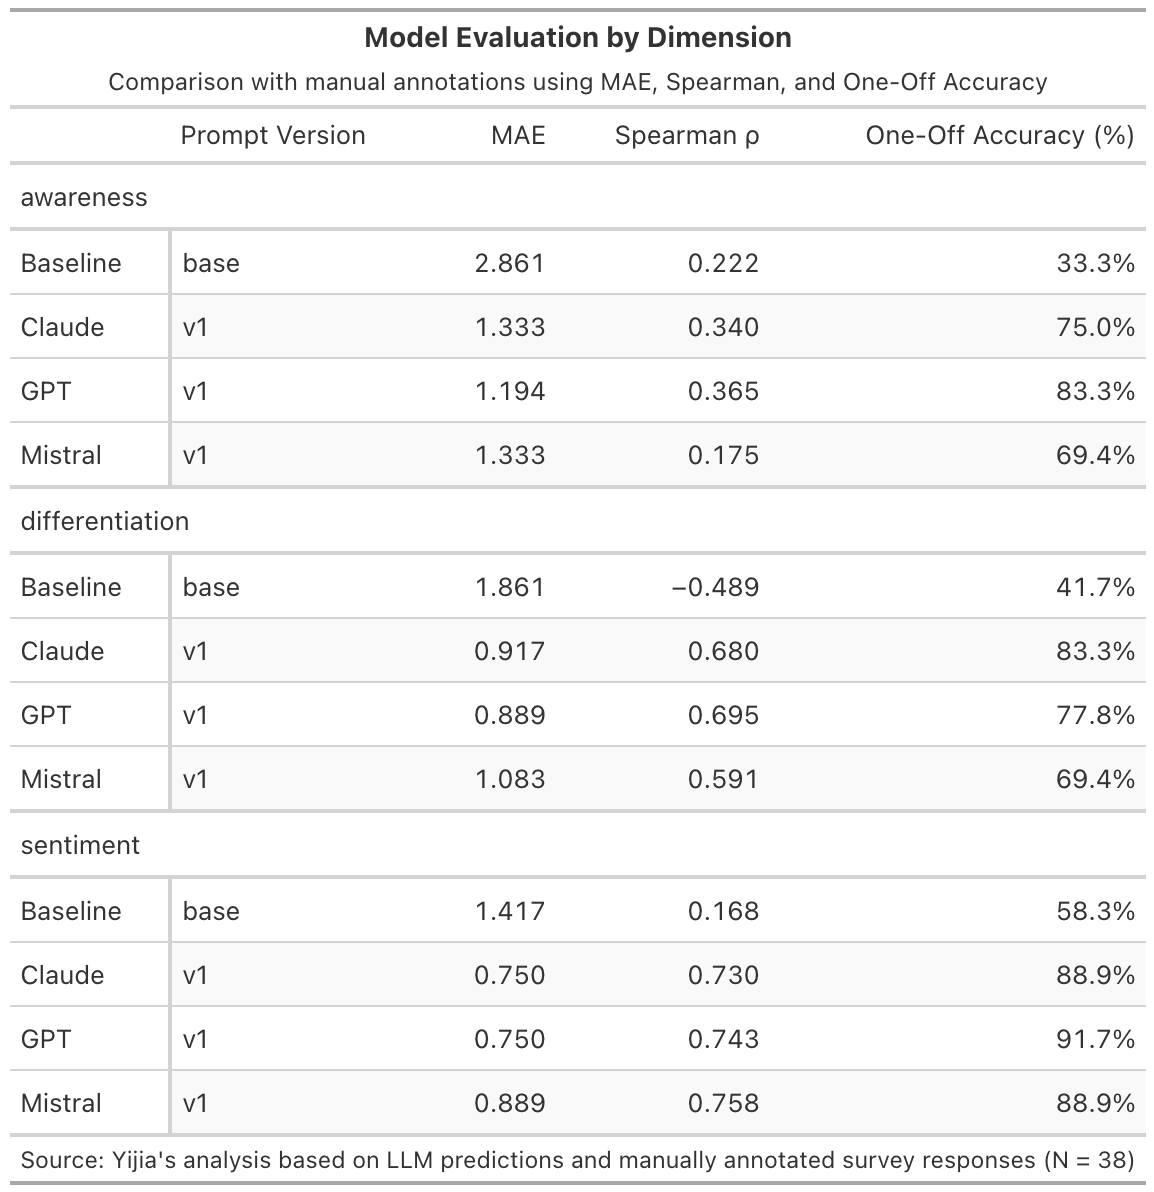 Model Evaluation by Dimension
Comparison with manual annotations using MAE, Spearman, and One-Off Accuracy
Prompt Version MAE Spearman ρ One-Off Accuracy (%)
awareness
Baseline base 2.861 0.222 33.3%
Claude v1 1.333 0.340 75.0%
GPT v1 1.194 0.365 83.3%
Mistral v1 1.333 0.175 69.4%
differentiation
Baseline base 1.861 −0.489 41.7%
Claude v1 0.917 0.680 83.3%
GPT v1 0.889 0.695 77.8%
Mistral v1 1.083 0.591 69.4%
sentiment
Baseline base 1.417 0.168 58.3%
Claude v1 0.750 0.730 88.9%
GPT v1 0.750 0.743 91.7%
Mistral v1 0.889 0.758 88.9%
Source: Yijia's analysis based on LLM predictions and manually annotated survey responses (N = 38)